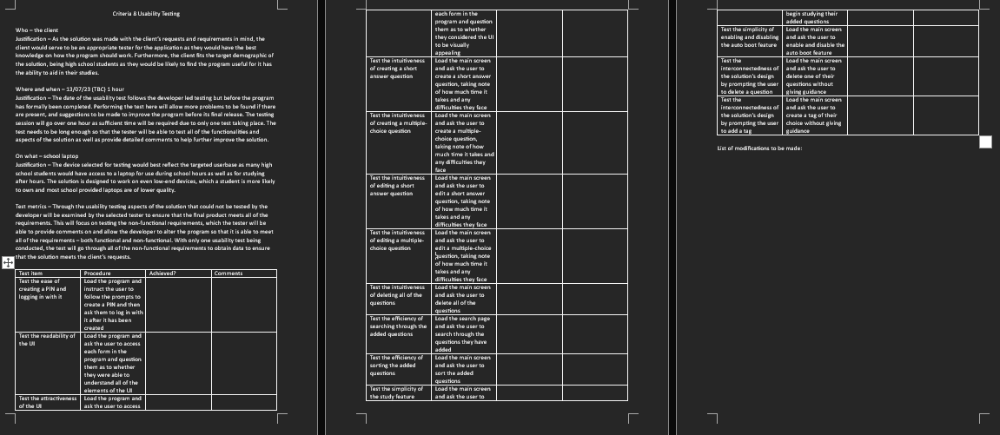 Criteria & Usability Testing
Who – the client
Justification – As the solution was made with the client's requests and requirements in mind, the
client would serve to be an appropriate tester for the application as they would have the best
knowledge on how the program should work. Furthermore, the client fits the target demographic of
the solution, being high school students as they would be likely to find the program useful for it has
the ability to aid in their studies.
Where and when – 13/07/23 (TBC) 1 hour
Justification – The date of the usability test follows the developer led testing but before the program
has formally been completed. Performing the test here will allow more problems to be found if there
are present, and suggestions to be made to improve the program before its final release. The testing
session will go over one hour as sufficient time will be required due to only one test taking place. The
test needs to be long enough so that the tester will be able to test all of the functionalities and
aspects of the solution as well as provide detailed comments to help further improve the solution.
On what – school laptop
Justification – The device selected for testing would best reflect the targeted userbase as many high
school students would have access to a laptop for use during school hours as well as for studying
after hours. The solution is designed to work on even low-end devices, which a student is more likely
to own and most school provided laptops are of lower quality.
Test metrics – Through the usability testing aspects of the solution that could not be tested by the
developer will be examined by the selected tester to ensure that the final product meets all of the
requirements. This will focus on testing the non-functional requirements, which the tester will be
able to provide comments on and allow the developer to alter the program so that it is able to meet
all of the requirements – both functional and non-functional. With only one usability test being
conducted, the test will go through all of the non-functional requirements to obtain data to ensure
that the solution meets the client's requests.
Test item
Procedure
Achieved?
Comments
Test the ease of
creating a PIN and
logging in with it
Load the program and
instruct the user to
follow the prompts to
create a PIN and then
ask them to log in with
it after it has been
created
Test the readability of
the UI
Load the program and
ask the user to access
each form in the
program and question
them as to whether
they were able to
understand all of the
elements of the UI
Test the attractiveness
of the UI
Load the program and
ask the user to access
each form in the
program and question
them as to whether
they considered the UI
to be visually
appealing
Test the intuitiveness
of creating a short
answer question
Load the main screen
and ask the user to
create a short answer
question, taking note
of how much time it
takes and any
difficulties they face
Test the intuitiveness
of creating a multiple-
choice question
Load the main screen
and ask the user to
create a multiple-
choice question,
taking note of how
much time it takes and
any difficulties they
face
Test the intuitiveness
of editing a short
answer question
Load the main screen
and ask the user to
edit a short answer
question, taking note
of how much time it
takes and any
difficulties they face
Test the intuitiveness
of editing a multiple-
choice question
Load the main screen
and ask the user to
edit a multiple-choice
question, taking note
of how much time it
takes and any
difficulties they face
Test the intuitiveness
of deleting all of the
questions
Load the main screen
and ask the user to
delete all of the
questions
Test the efficiency of
searching through the
added questions
Load the search page
and ask the user to
search through the
questions they have
added
Test the efficiency of
sorting the added
questions
Load the main screen
and ask the user to
sort the added
questions
Test the simplicity of
the study feature
Load the main screen
and ask the user to
begin studying their
added questions
Test the simplicity of
enabling and disabling
the auto boot feature
Load the main screen
and ask the user to
enable and disable the
auto boot feature
Test the
interconnectedness of
the solution's design
by prompting the user
to delete a question
Load the main screen
and ask the user to
delete one of their
questions without
giving guidance
Test the
interconnectedness of
the solution's design
by prompting the user
to add a tag
Load the main screen
and ask the user to
create a tag of their
choice without giving
guidance
List of modifications to be made: